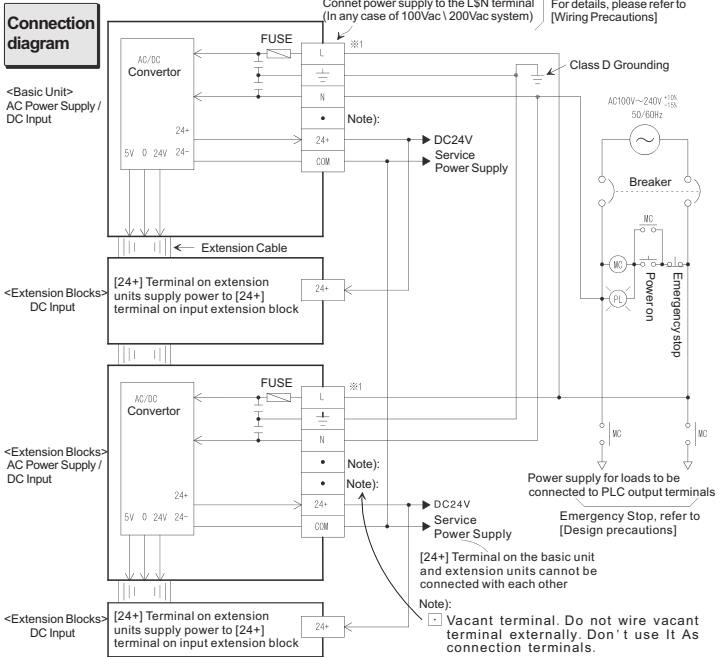 Connection
diagram
Connet power supply to the L$N terminal
(In any case of 100Vac \ 200Vac system)
For details, please refer to
[Wiring Precautions]
<Basic Unit>
AC Power Supply /
DC Input
AC/DC
Convertor
FUSE
L
※1
N
Note):
24+
24+
COM
5V 0 24V 24-
DC24V
Service
Power Supply
Class D Grounding
AC100V～240V +10% -15%
50/60Hz
Breaker
MC
MC
PL
Power on
Emergency stop
Extension Cable
<Extension Blocks>
DC Input
[24+] Terminal on extension
units supply power to [24+]
terminal on input extension block
24+
<Extension Blocks>
AC Power Supply /
DC Input
AC/DC
Convertor
FUSE
L
※1
N
Note):
Note):
24+
24+
COM
5V 0 24V 24-
DC24V
Service
Power Supply
MC
MC
Power supply for loads to be
connected to PLC output terminals
Emergency Stop, refer to
[Design precautions]
[24+] Terminal on the basic unit
and extension units cannot be
connected with each other
<Extension Blocks>
DC Input
[24+] Terminal on extension
units supply power to [24+]
terminal on input extension block
24+
Note):
Vacant terminal. Do not wire vacant
terminal externally. Don't use It As
connection terminals.